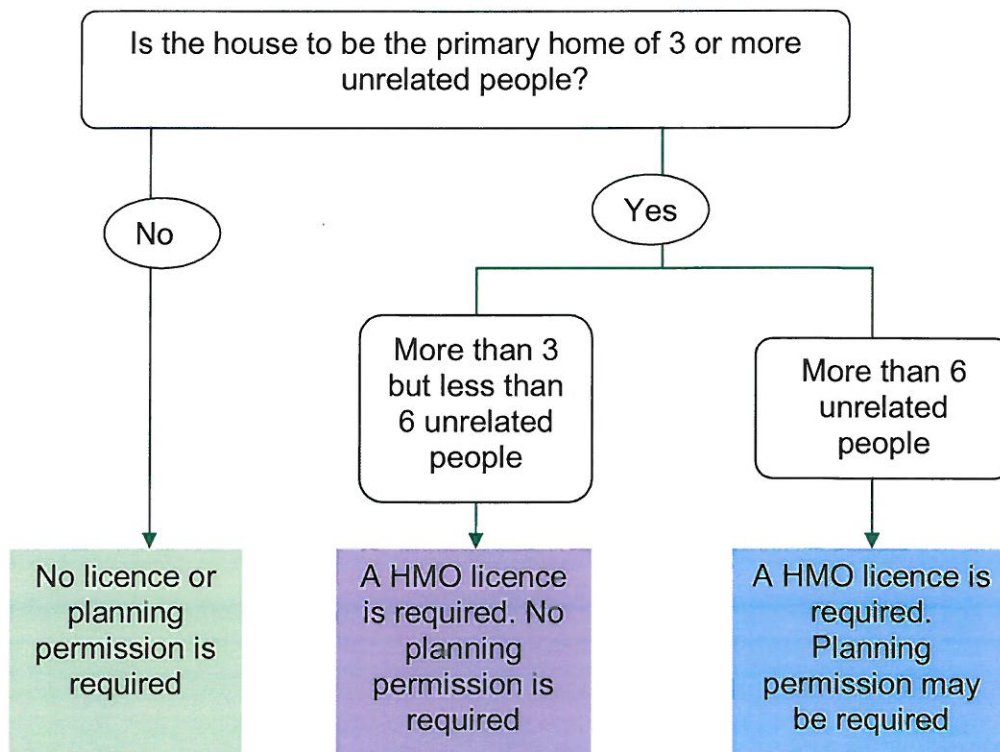 Is the house to be the primary home of 3 or more
unrelated people?
No
Yes
More than 3
but less than
6 unrelated
people
More than 6
unrelated
people
No licence or
planning
permission is
required
A HMO licence
is required. No
planning
permission is
required
A HMO licence is
required.
Planning
permission may
be required